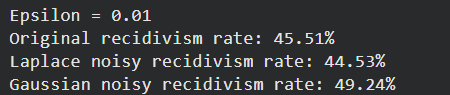 Epsilon = 0.01
Original recidivism rate: 45.51%
Laplace noisy recidivism rate: 44.53%
Gaussian noisy recidivism rate: 49.24%